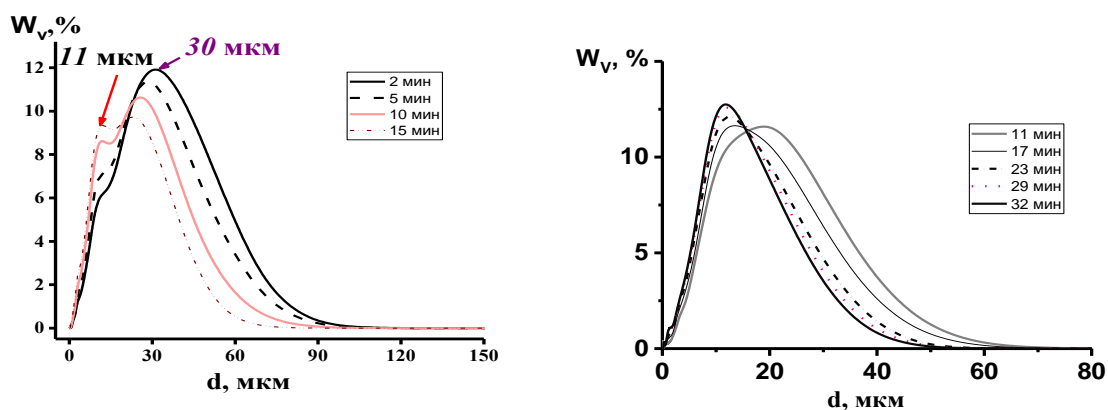 Wv,%
11 мкм
30 мкм
12
10
8
6
4
2
0
0 30 60 90 120 150
d, мкм
2 мин
5 мин
10 мин
15 мин
WV, %
10
5
0
0 20 40 60 80
d, мкм
11 мин
17 мин
23 мин
29 мин
32 мин